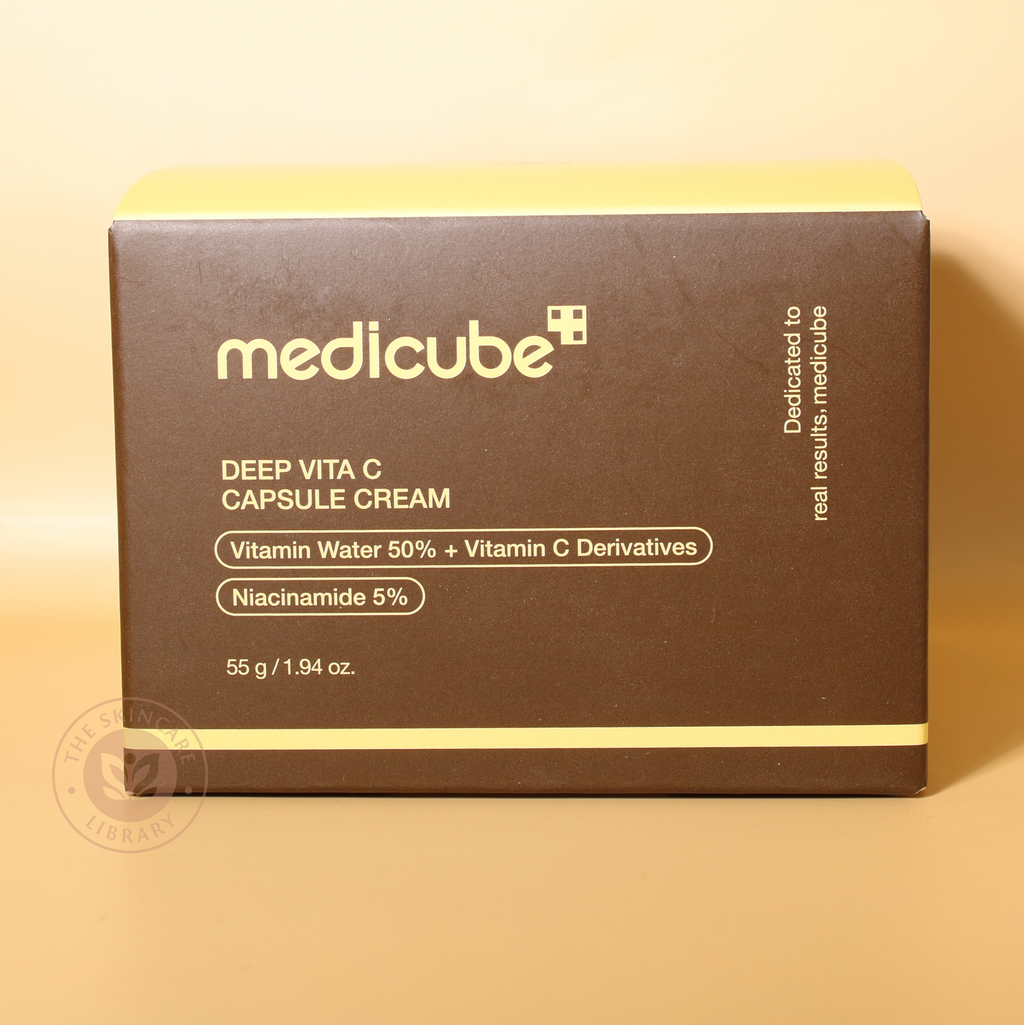 medicube
DEEP VITA C
CAPSULE CREAM
Vitamin Water 50% + Vitamin C Derivatives
Niacinamide 5%
55 g / 1.94 oz.
Dedicated to
real results, medicube
THE SKINCARE
LIBRARY